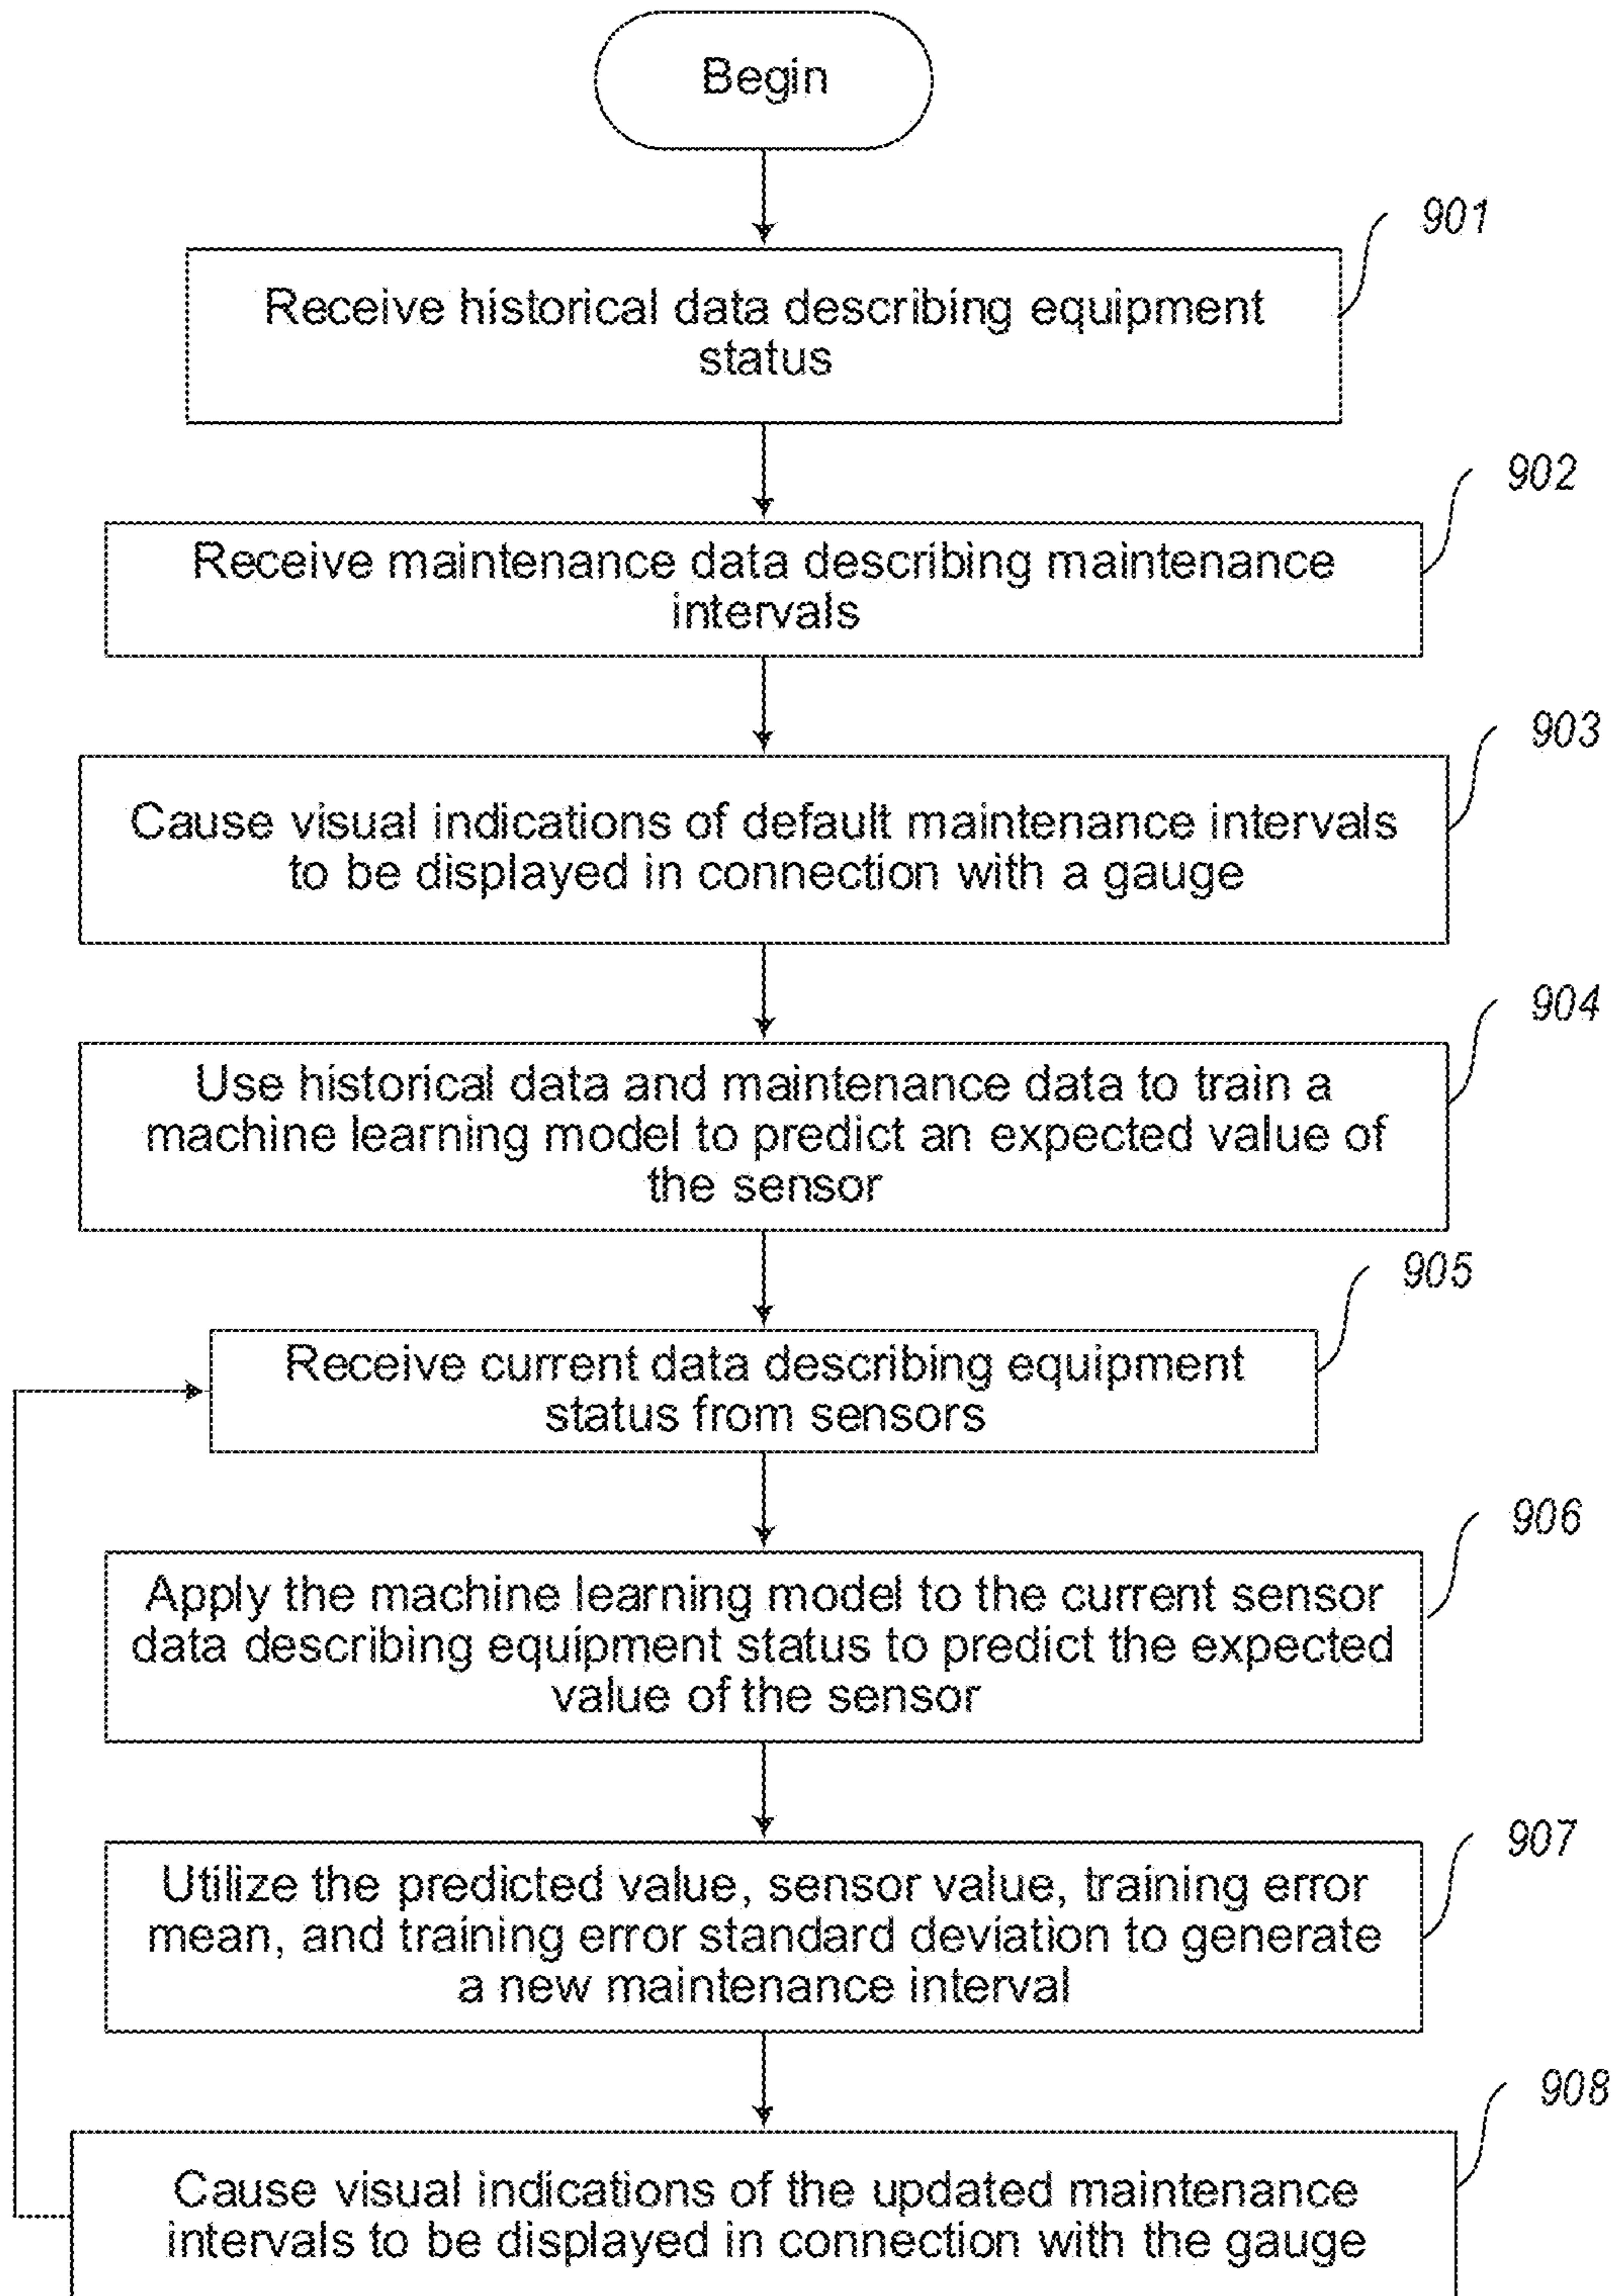 Begin
901
Receive historical data describing equipment
status
902
Receive maintenance data describing maintenance
intervals
903
Cause visual indications of default maintenance intervals
to be displayed in connection with a gauge
904
Use historical data and maintenance data to train a
machine learning model to predict an expected value of
the sensor
905
Receive current data describing equipment
status from sensors
906
Apply the machine learning model to the current sensor
data describing equipment status to predict the expected
value of the sensor
907
Utilize the predicted value, sensor value, training error
mean, and training error standard deviation to generate
a new maintenance interval
908
Cause visual indications of the updated maintenance
intervals to be displayed in connection with the gauge